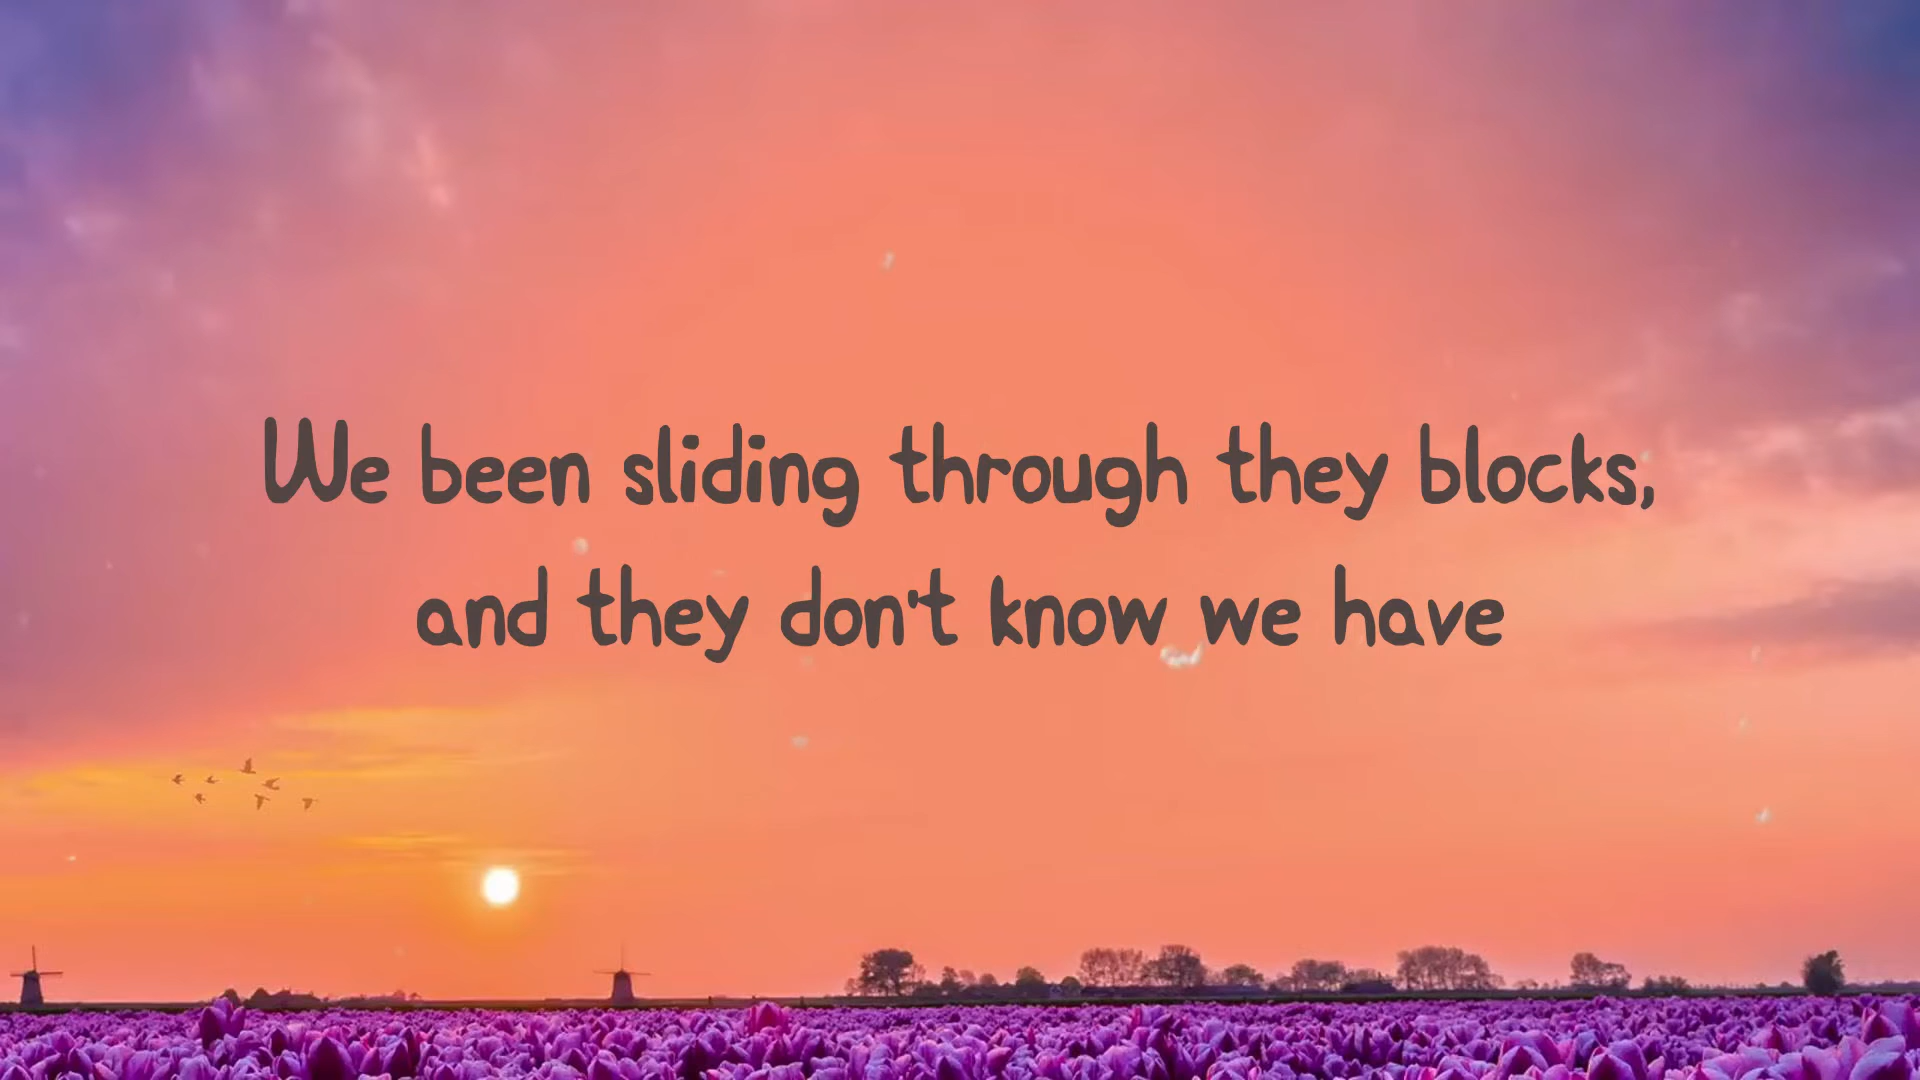 We been sliding through they blocks,
and they don't know we have